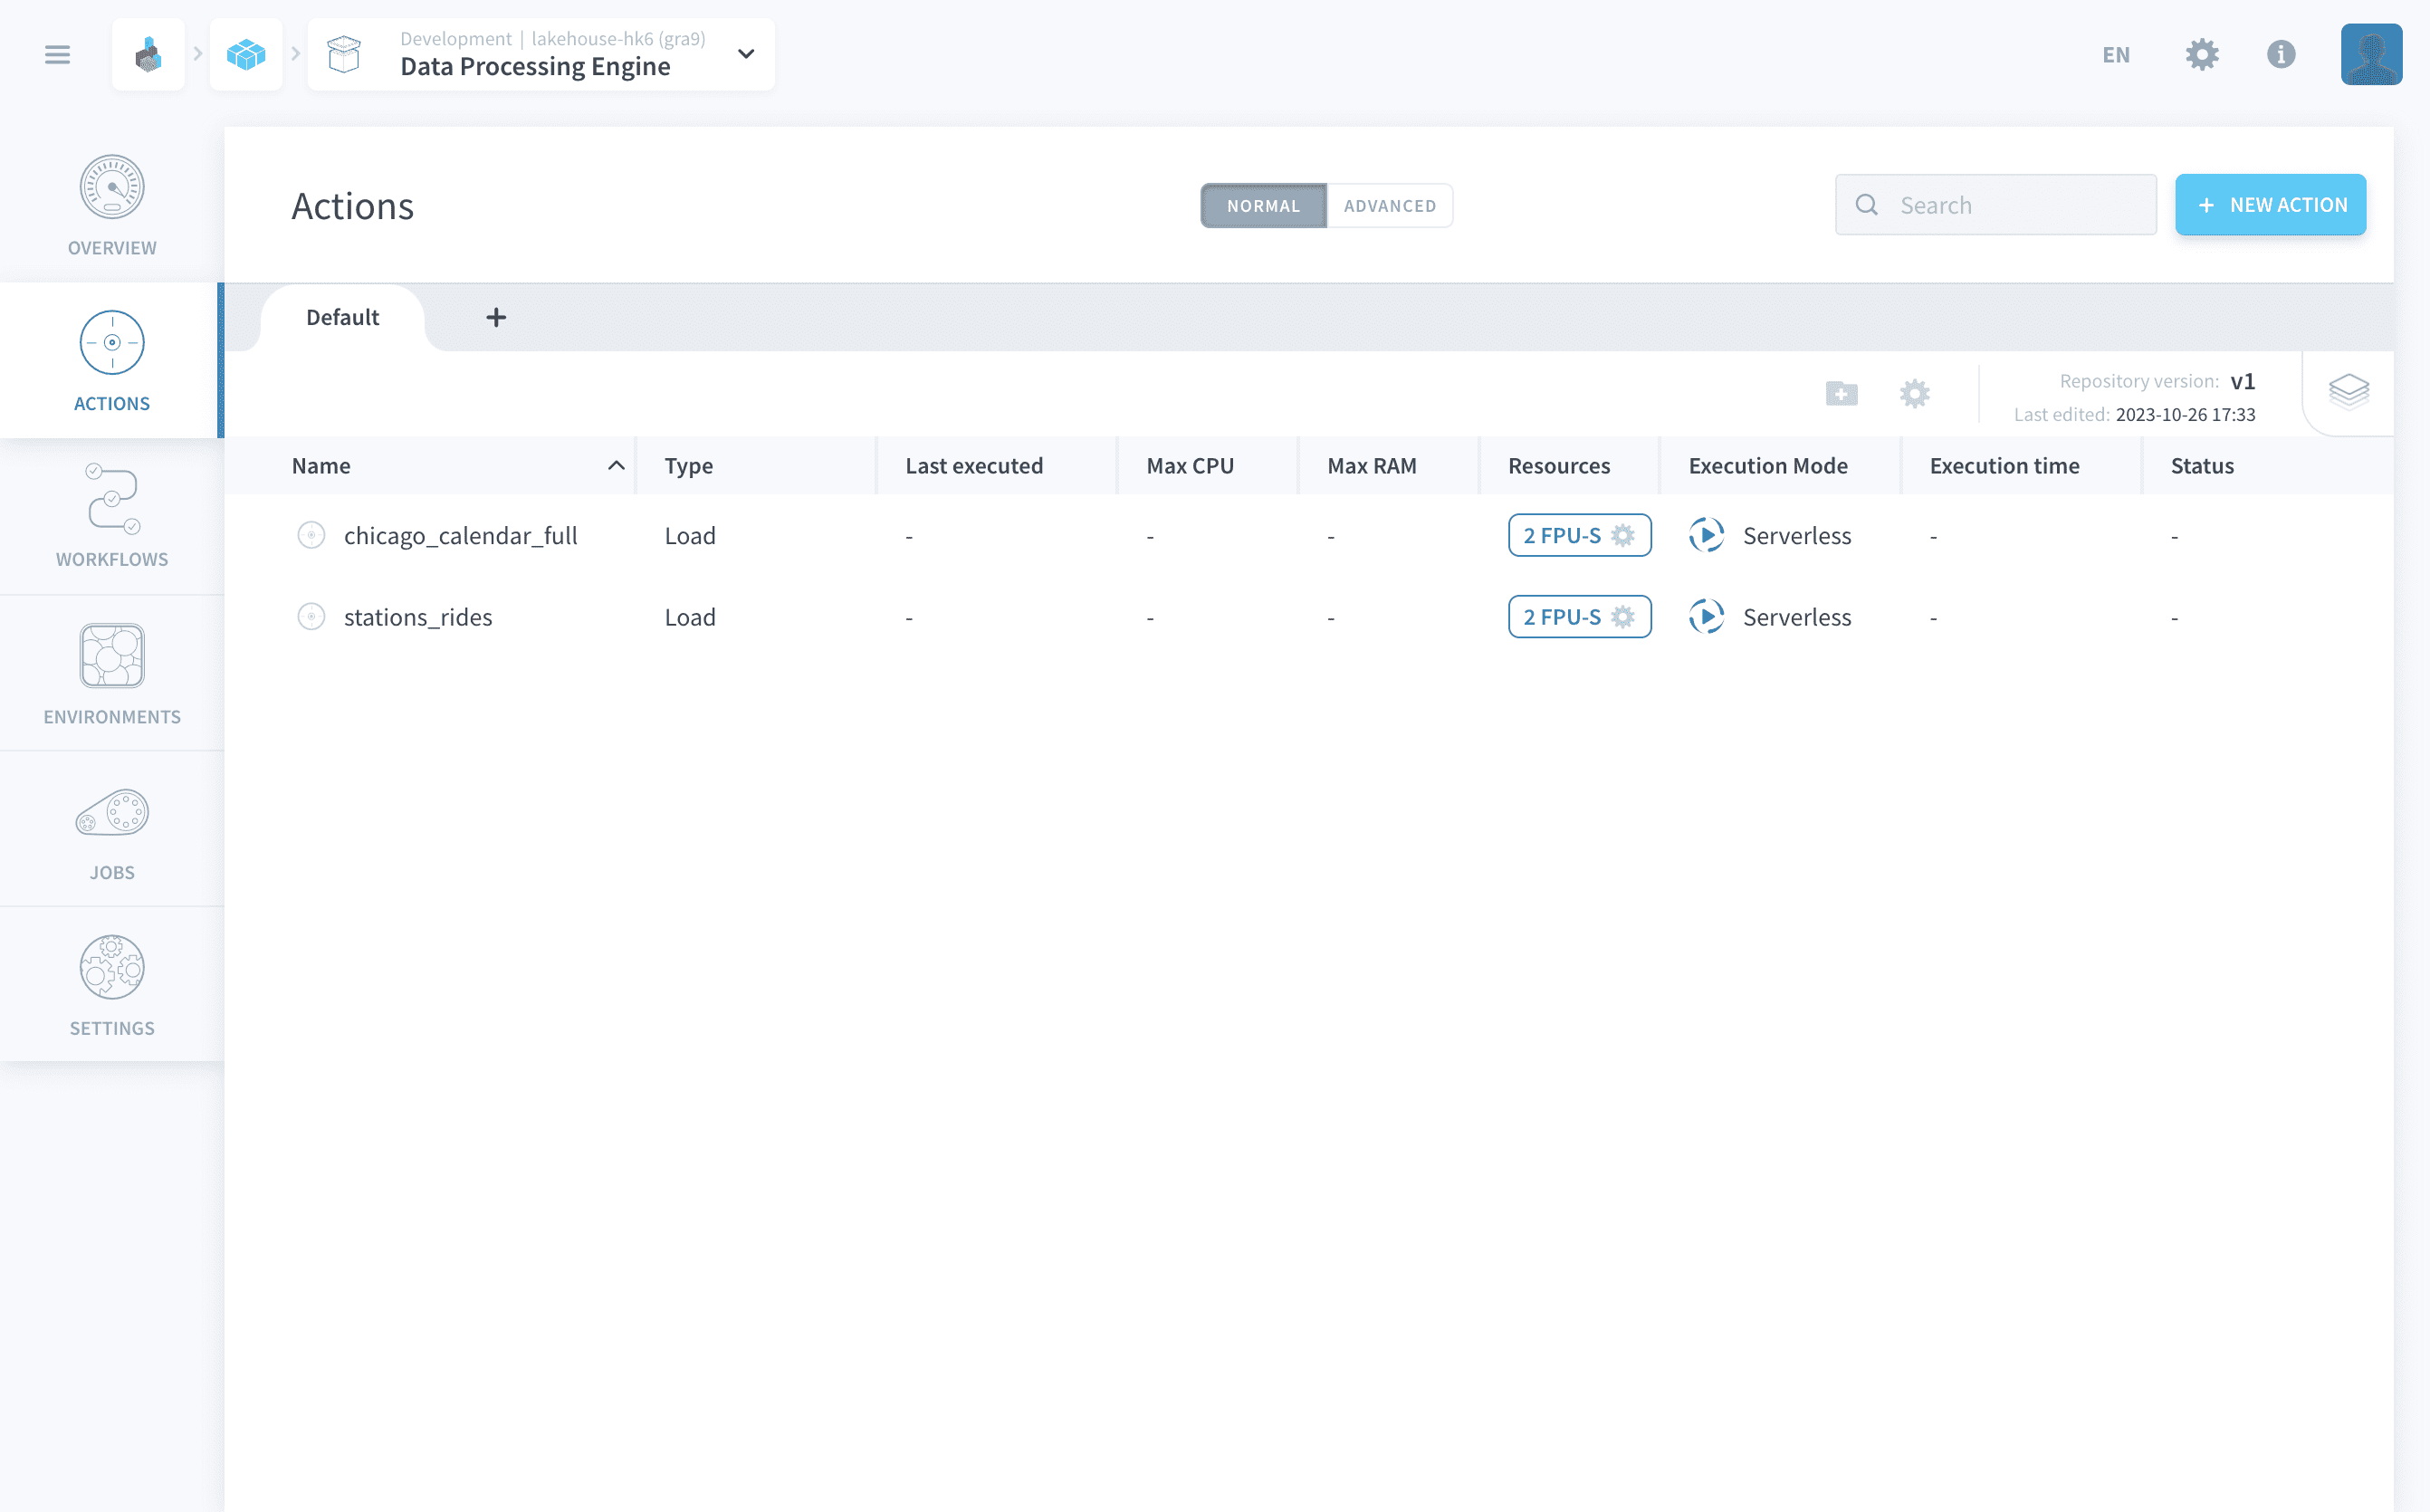 Development | lakehouse-hk6 (gra9)
Data Processing Engine
EN
OVERVIEW
ACTIONS
WORKFLOWS
ENVIRONMENTS
JOBS
SETTINGS
Actions
NORMAL ADVANCED
Search
+ NEW ACTION
Default +
Repository version: v1
Last edited: 2023-10-26 17:33
Name Type Last executed Max CPU Max RAM Resources Execution Mode Execution time Status
chicago_calendar_full Load - - - 2 FPU-S Serverless - -
stations_rides Load - - - 2 FPU-S Serverless - -